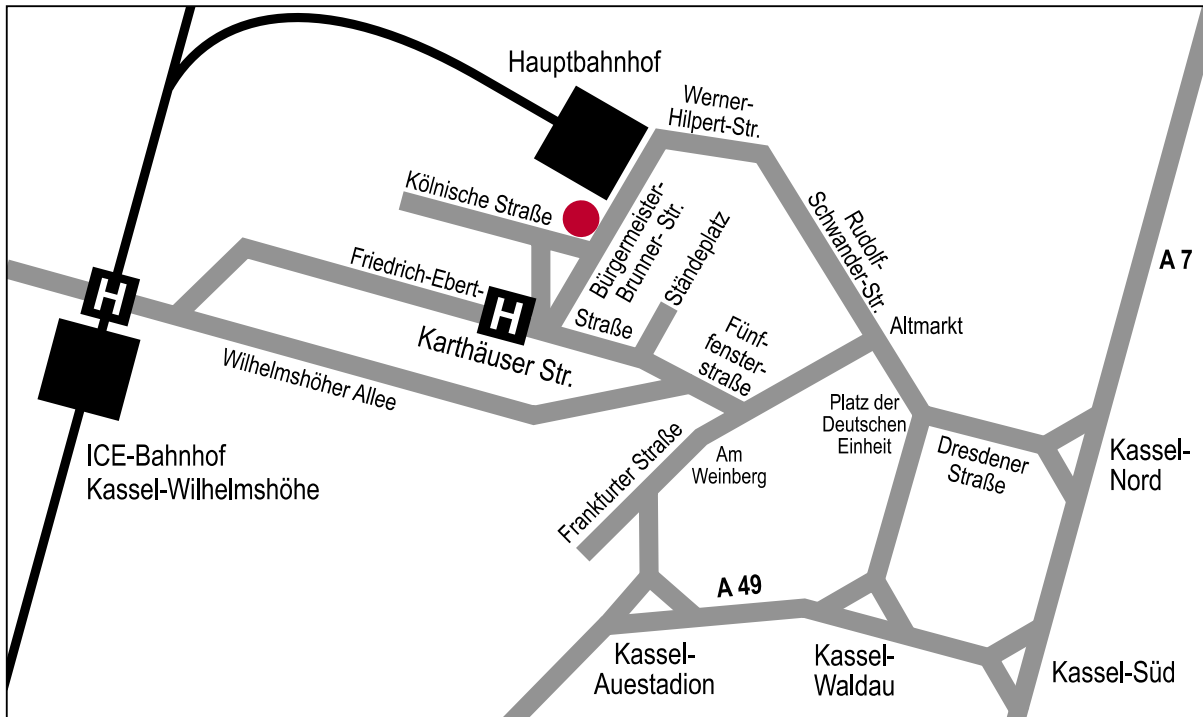 Hauptbahnhof
Werner-
Hilpert-Str.
Kölnische Straße
Bürgermeister-
Brunner- Str.
Ständeplatz
Rudolf-
Schwander-Str.
A 7
Friedrich-Ebert-
H
H
Straße
Karthäuser Str.
Fünf-
fenster-
straße
Altmarkt
Wilhelmshöher Allee
ICE-Bahnhof
Kassel-Wilhelmshöhe
Frankfurter Straße
Am
Weinberg
Platz der
Deutschen
Einheit
Dresdener
Straße
Kassel-
Nord
A 49
Kassel-
Auestadion
Kassel-
Waldau
Kassel-Süd